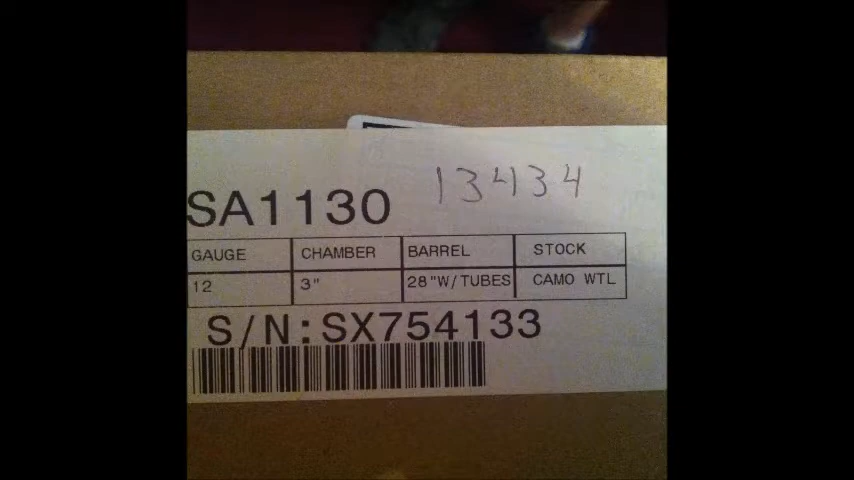 13434
SA1130
GAUGE CHAMBER BARREL STOCK
12 3" 28"W/TUBES CAMO WTL
S/N:SX754133